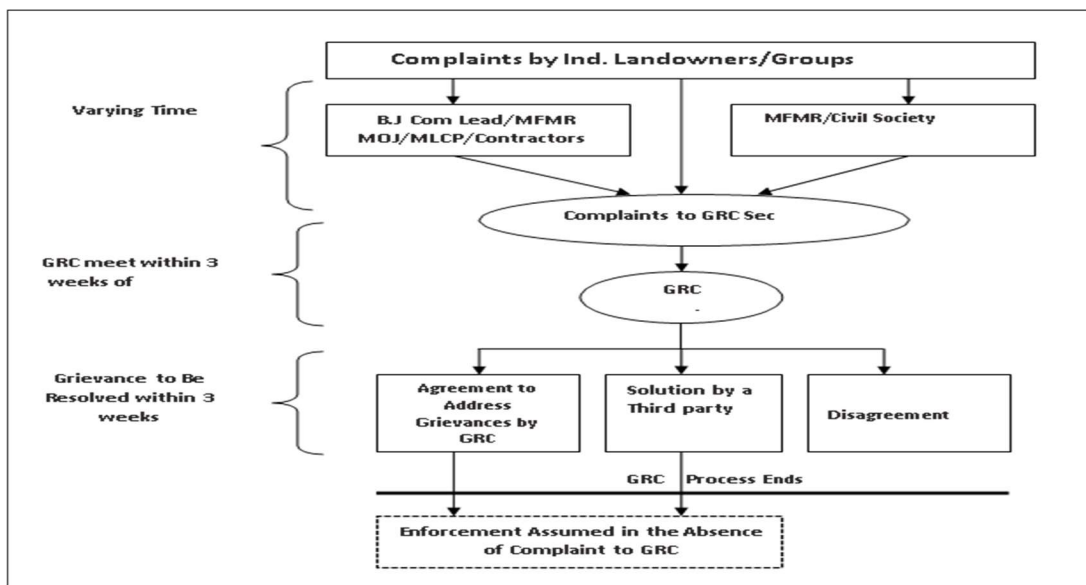 Complaints by Ind. Landowners/Groups
Varying Time
B.J Com Lead/MFMR
MOJ/MLCP/Contractors
MFMR/Civil Society
Complaints to GRC Sec
GRC meet within 3
weeks of
GRC
Grievance to Be
Resolved within 3
weeks
Agreement to
Address
Grievances by
GRC
Solution by a
Third party
Disagreement
GRC Process Ends
Enforcement Assumed in the Absence
of Complaint to GRC